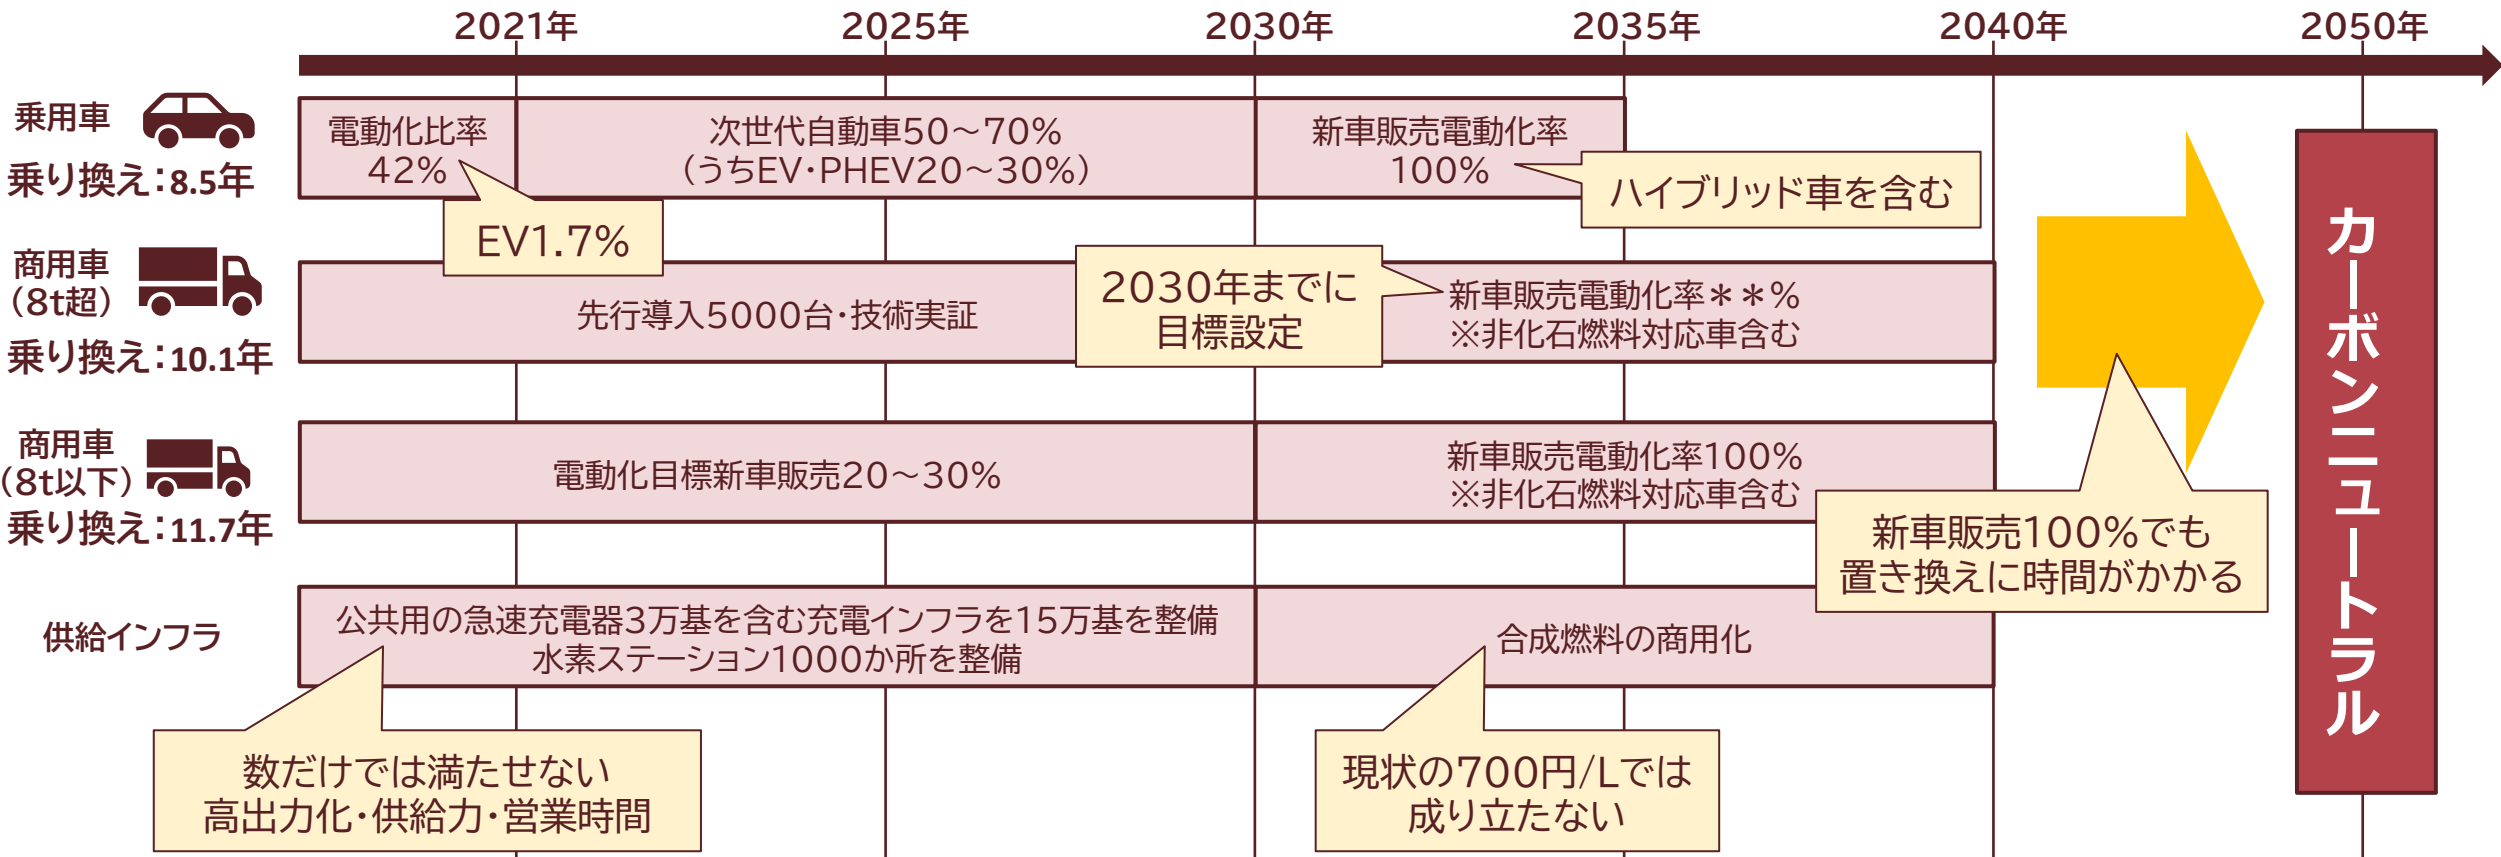 2021年
2025年
2030年
2035年
2040年
2050年
乗用車
乗り換え：8.5年
電動化比率
42%
次世代自動車50～70%
（うちEV・PHEV20～30%）
新車販売電動化率
100%
EV1.7%
ハイブリッド車を含む
商用車
（8t超）
乗り換え：10.1年
先行導入5000台・技術実証
2030年までに
目標設定
新車販売電動化率＊＊%
※非化石燃料対応車含む
商用車
（8t以下）
乗り換え：11.7年
電動化目標新車販売20～30%
新車販売電動化率100%
※非化石燃料対応車含む
新車販売100%でも
置き換えに時間がかかる
供給インフラ
公共用の急速充電器3万基を含む充電インフラを15万基を整備
水素ステーション1000か所を整備
合成燃料の商用化
数だけでは満たせない
高出力化・供給力・営業時間
現状の700円/Lでは
成り立たない
カーボンニュートラル